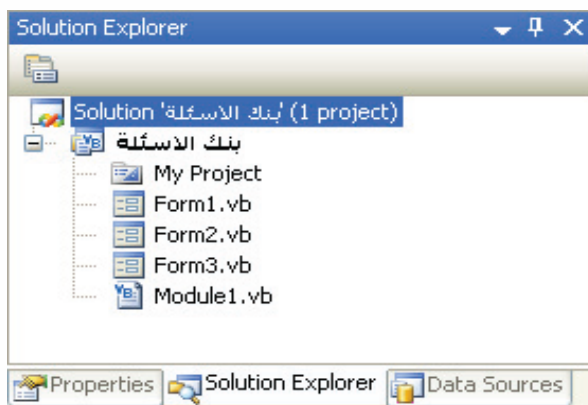 Solution Explorer
Solution 'بنك الاسئلة' (1 project)
بنك الاسئلة
My Project
Form1.vb
Form2.vb
Form3.vb
Module1.vb
Properties Solution Explorer Data Sources